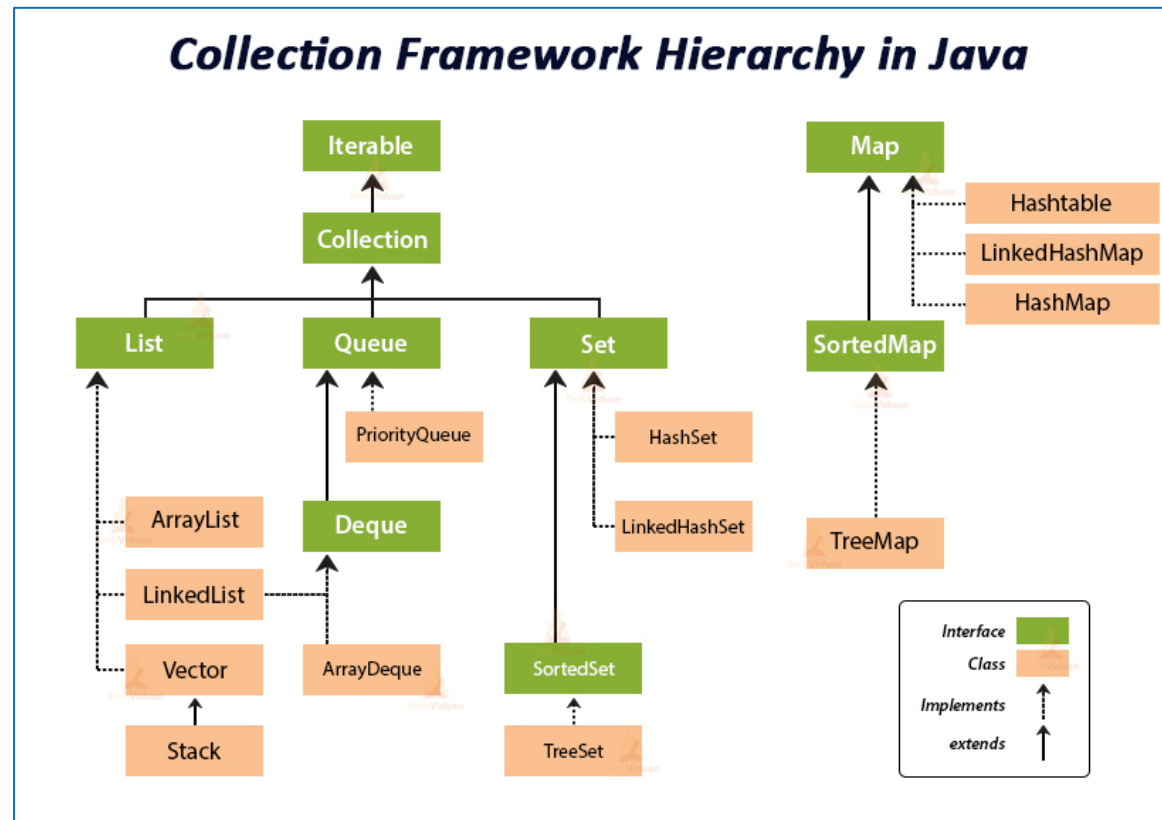 Collection Framework Hierarchy in Java
Iterable
Map
Hashtable
Collection
LinkedHashMap
HashMap
List
Queue
Set
SortedMap
PriorityQueue
HashSet
ArrayList
Deque
LinkedHashSet
TreeMap
LinkedList
Interface
Vector
ArrayDeque
SortedSet
Class
Implements
Stack
TreeSet
extends
TechVidvan